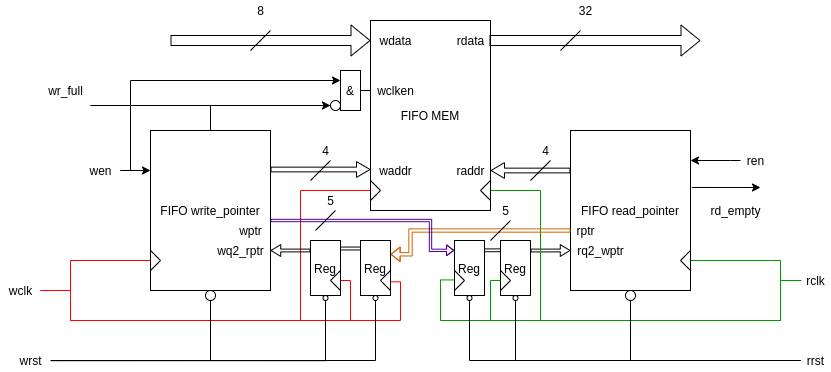 8
32
wdata
rdata
wr_full
&
wclken
FIFO MEM
wen
4
waddr
raddr
4
ren
FIFO write_pointer
5
5
FIFO read_pointer
rd_empty
wptr
rptr
wq2_rptr
Reg
Reg
Reg
Reg
rq2_wptr
wclk
rclk
wrst
rrst